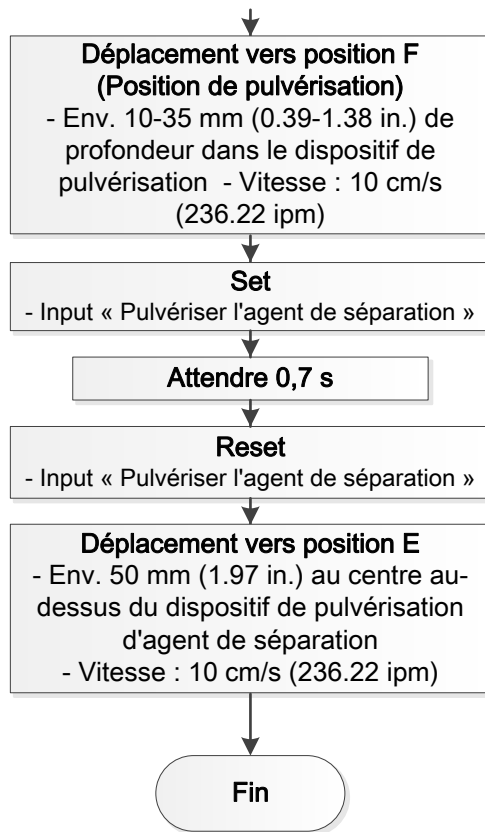 Déplacement vers position F
(Position de pulvérisation)
- Env. 10-35 mm (0.39-1.38 in.) de
profondeur dans le dispositif de
pulvérisation - Vitesse : 10 cm/s
(236.22 ipm)
Set
- Input « Pulvériser l'agent de séparation »
Attendre 0,7 s
Reset
- Input « Pulvériser l'agent de séparation »
Déplacement vers position E
- Env. 50 mm (1.97 in.) au centre au-
dessus du dispositif de pulvérisation
d'agent de séparation
- Vitesse : 10 cm/s (236.22 ipm)
Fin